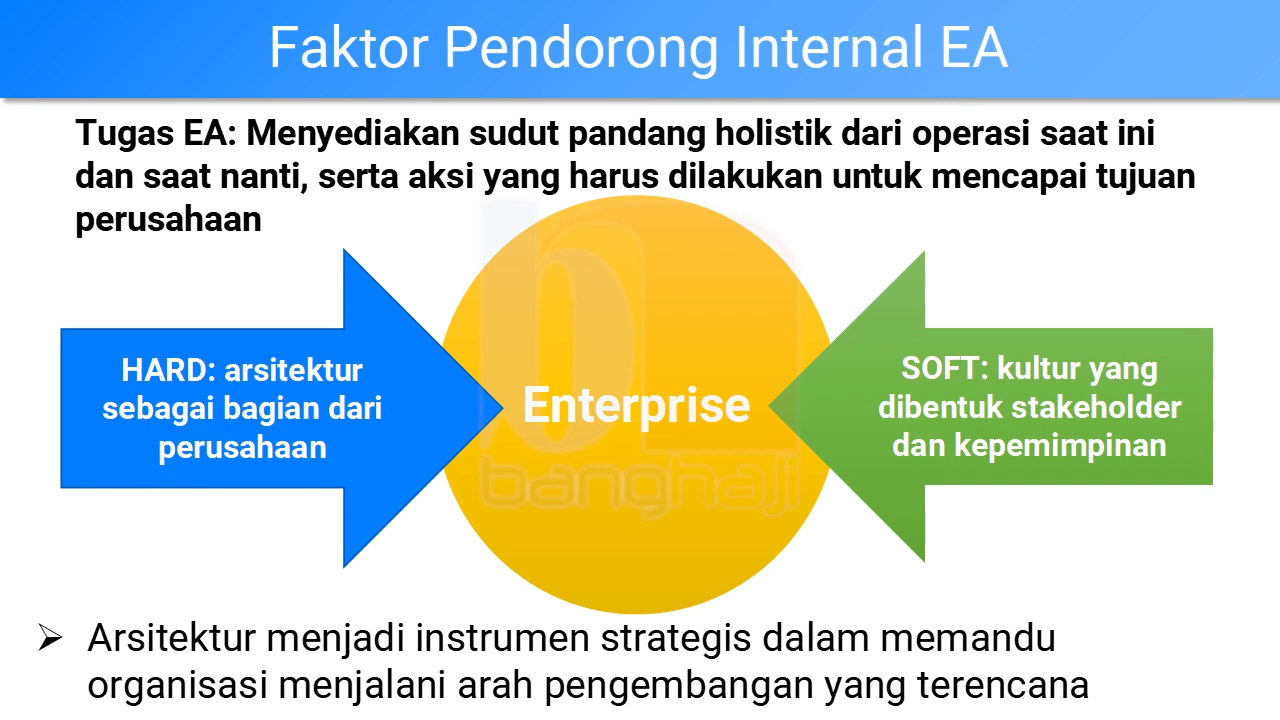 Faktor Pendorong Internal EA
Tugas EA: Menyediakan sudut pandang holistik dari operasi saat ini
dan saat nanti, serta aksi yang harus dilakukan untuk mencapai tujuan
perusahaan
HARD: arsitektur
sebagai bagian dari
perusahaan
Enterprise
SOFT: kultur yang
dibentuk stakeholder
dan kepemimpinan
banghaji
➢ Arsitektur menjadi instrumen strategis dalam memandu
organisasi menjalani arah pengembangan yang terencana